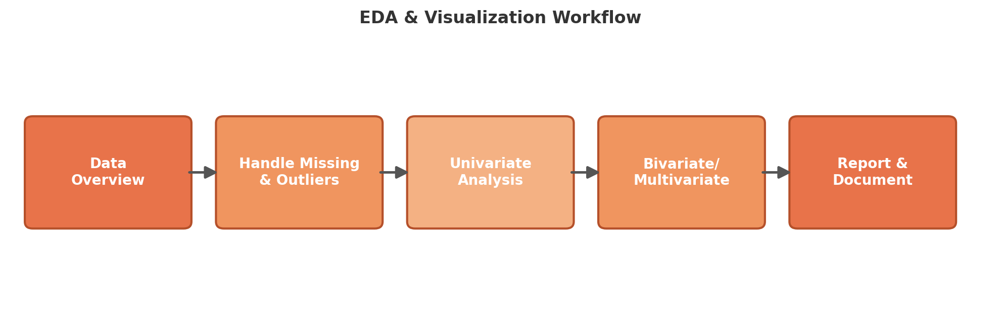 EDA & Visualization Workflow
Data
Overview
Handle Missing
& Outliers
Univariate
Analysis
Bivariate/
Multivariate
Report &
Document